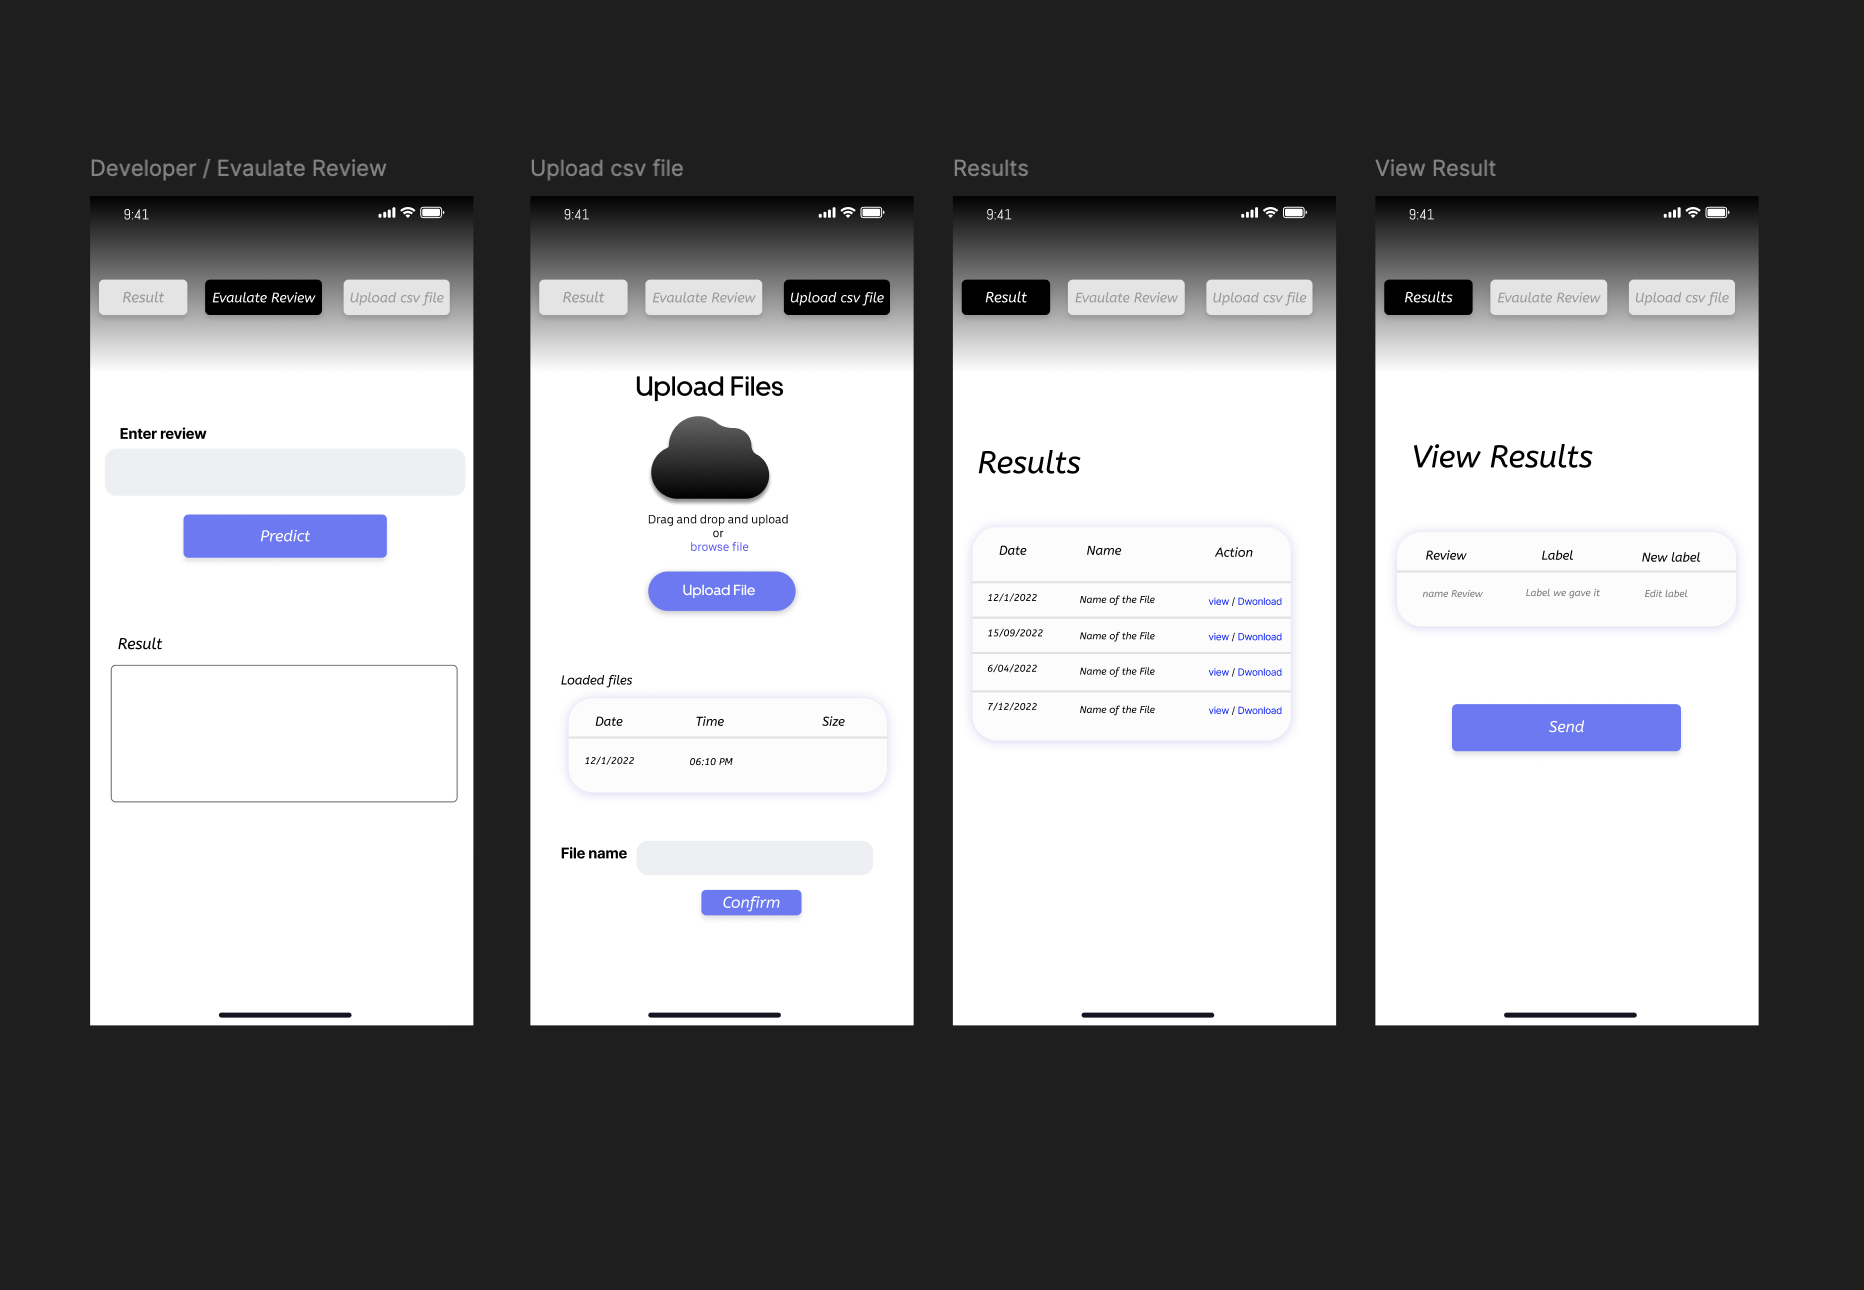 Developer / Evaulate Review
9:41
Result
Evaulate Review
Upload csv file
Enter review
Predict
Result
Upload csv file
9:41
Result
Evaulate Review
Upload csv file
Upload Files
Drag and drop and upload
or
browse file
Upload File
Loaded files
Date Time Size
12/1/2022 06:10 PM
File name
Confirm
Results
9:41
Result
Evaulate Review
Upload csv file
Results
Date Name Action
12/1/2022 Name of the File view / Dwonload
15/09/2022 Name of the File view / Dwonload
6/04/2022 Name of the File view / Dwonload
7/12/2022 Name of the File view / Dwonload
View Result
9:41
Results
Evaulate Review
Upload csv file
View Results
Review Label New label
name Review Label we gave it Edit label
Send